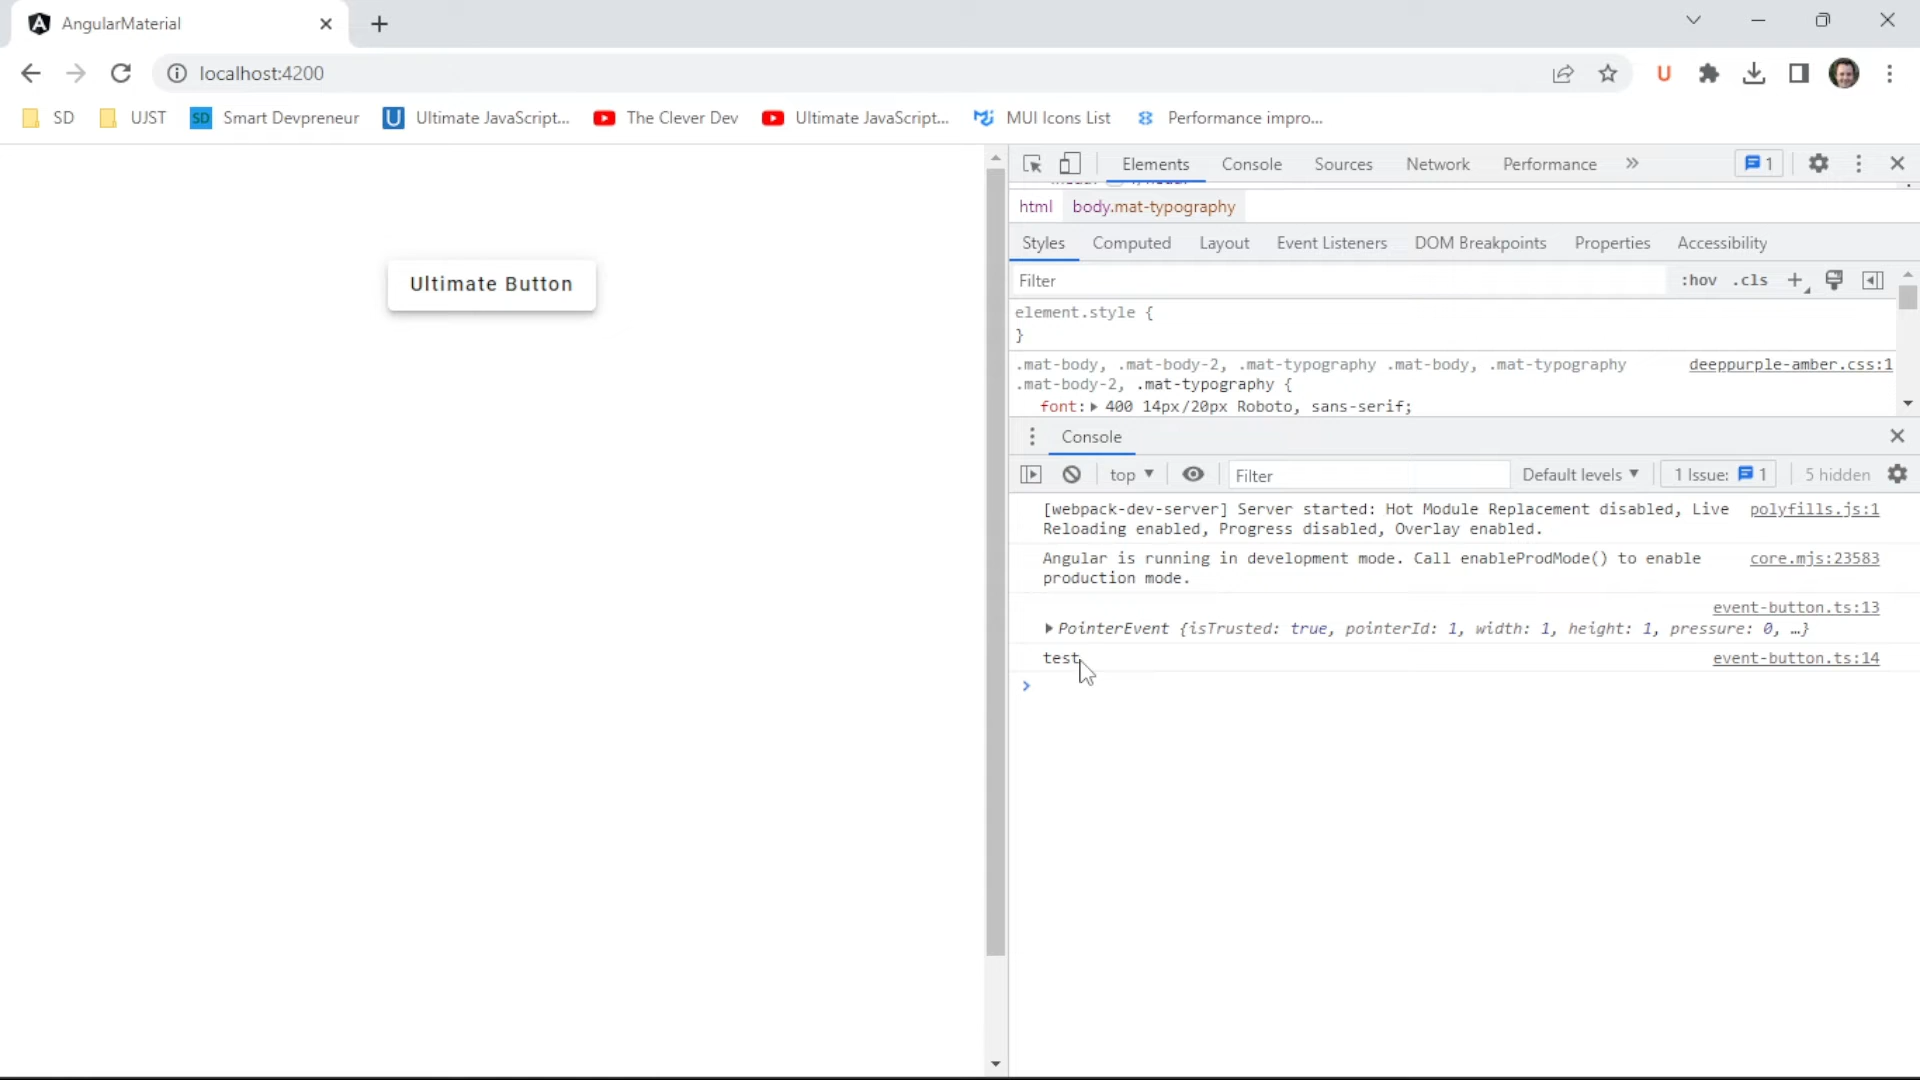 AngularMaterial
localhost:4200
U
SD UJST SD Smart Devpreneur U Ultimate JavaScript... The Clever Dev Ultimate JavaScript... MUI Icons List Performance impro...
Elements Console Sources Network Performance » 1
html body.mat-typography
Styles Computed Layout Event Listeners DOM Breakpoints Properties Accessibility
Filter :hov .cls +
element.style {
}
.mat-body, .mat-body-2, .mat-typography .mat-body, .mat-typography deeppurple-amber.css:1
.mat-body-2, .mat-typography {
font: 400 14px/20px Roboto, sans-serif;
Ultimate Button
Console
top Filter Default levels 1 Issue: 1 5 hidden
[webpack-dev-server] Server started: Hot Module Replacement disabled, Live polyfills.js:1
Reloading enabled, Progress disabled, Overlay enabled.
Angular is running in development mode. Call enableProdMode() to enable core.mjs:23583
production mode.
event-button.ts:13
PointerEvent {isTrusted: true, pointerId: 1, width: 1, height: 1, pressure: 0, …}
test event-button.ts:14